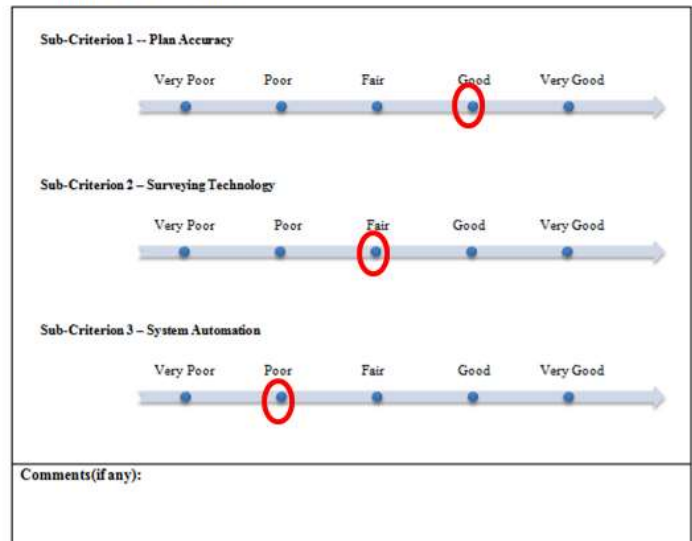 Sub-Criterion 1 -- Plan Accuracy
Very Poor Poor Fair Good Very Good
Sub-Criterion 2 – Surveying Technology
Very Poor Poor Fair Good Very Good
Sub-Criterion 3 – System Automation
Very Poor Poor Fair Good Very Good
Comments(if any):